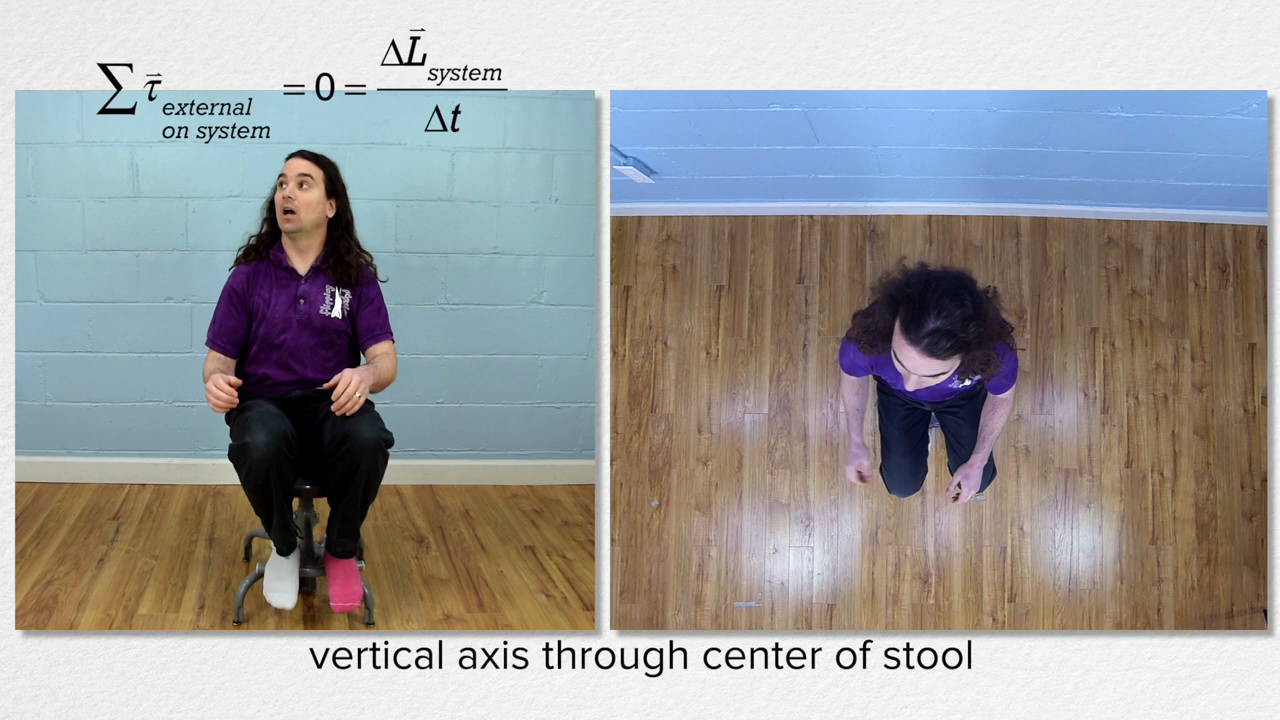 ∑ τ⃗ external on system = 0 = ΔL⃗ system / Δt
vertical axis through center of stool